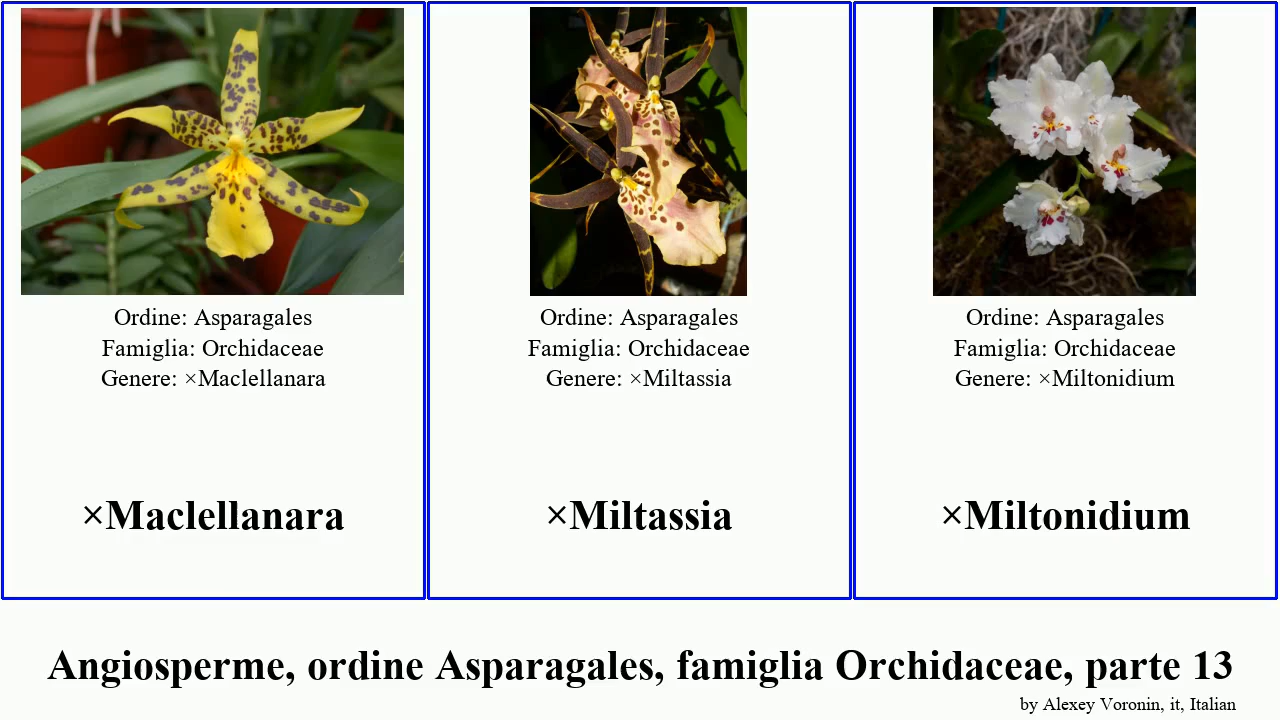 Ordine: Asparagales
Famiglia: Orchidaceae
Genere: ×Maclellanara
×Maclellanara
Ordine: Asparagales
Famiglia: Orchidaceae
Genere: ×Miltassia
×Miltassia
Ordine: Asparagales
Famiglia: Orchidaceae
Genere: ×Miltonidium
×Miltonidium
Angiosperme, ordine Asparagales, famiglia Orchidaceae, parte 13
by Alexey Voronin, it, Italian